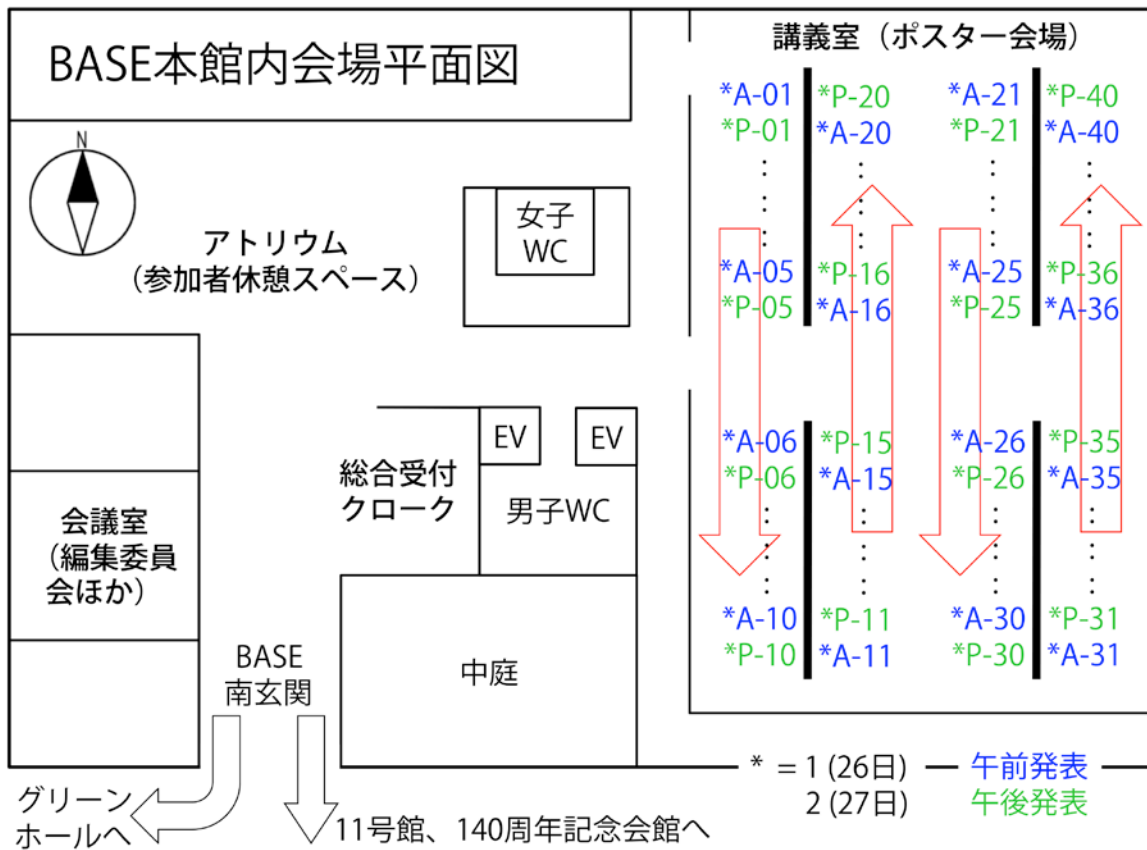 BASE本館内会場平面図
N
アトリウム
（参加者休憩スペース）
女子
WC
総合受付
クローク
EV
EV
男子WC
会議室
（編集委員
会ほか）
BASE
南玄関
中庭
グリーン
ホールへ
11号館、140周年記念会館へ
講義室（ポスター会場）
*A-01 *P-20 *A-21 *P-40
*P-01 *A-20 *P-21 *A-40
*A-05 *P-16 *A-25 *P-36
*P-05 *A-16 *P-25 *A-36
*A-06 *P-15 *A-26 *P-35
*P-06 *A-15 *P-26 *A-35
*A-10 *P-11 *A-30 *P-31
*P-10 *A-11 *P-30 *A-31
* = 1 (26日) 午前発表
2 (27日) 午後発表